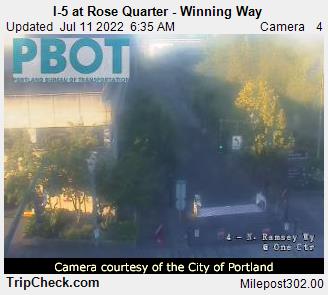 I-5 at Rose Quarter - Winning Way
Updated Jul 11 2022 6:35 AM Camera 4
PBOT
PORTLAND BUREAU OF TRANSPORTATION
4 - N. Ramsey Wy
@ One Ctr
Camera courtesy of the City of Portland
TripCheck.com Milepost302.00